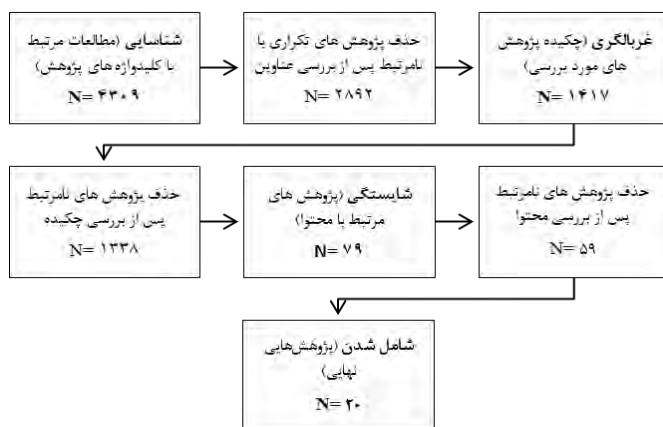 شناسایی (مطالعات مرتبط
با کلیدواژه های پژوهش)
N= ۴۳۰۹
حذف پژوهش های تکراری یا
نامرتبط پس از بررسی عناوین
N= ۲۸۹۲
غربالگری (چکیده پژوهش
های مورد بررسی)
N= ۱۴۱۷
حذف پژوهش های نامرتبط
پس از بررسی چکیده
N= ۱۳۳۸
شایستگی (پژوهش های
مرتبط با محتوا)
N= ۷۹
حذف پژوهش های نامرتبط
پس از بررسی محتوا
N= ۵۹
شامل شدن (پژوهش‌هایی
نهایی)
N= ۲۰